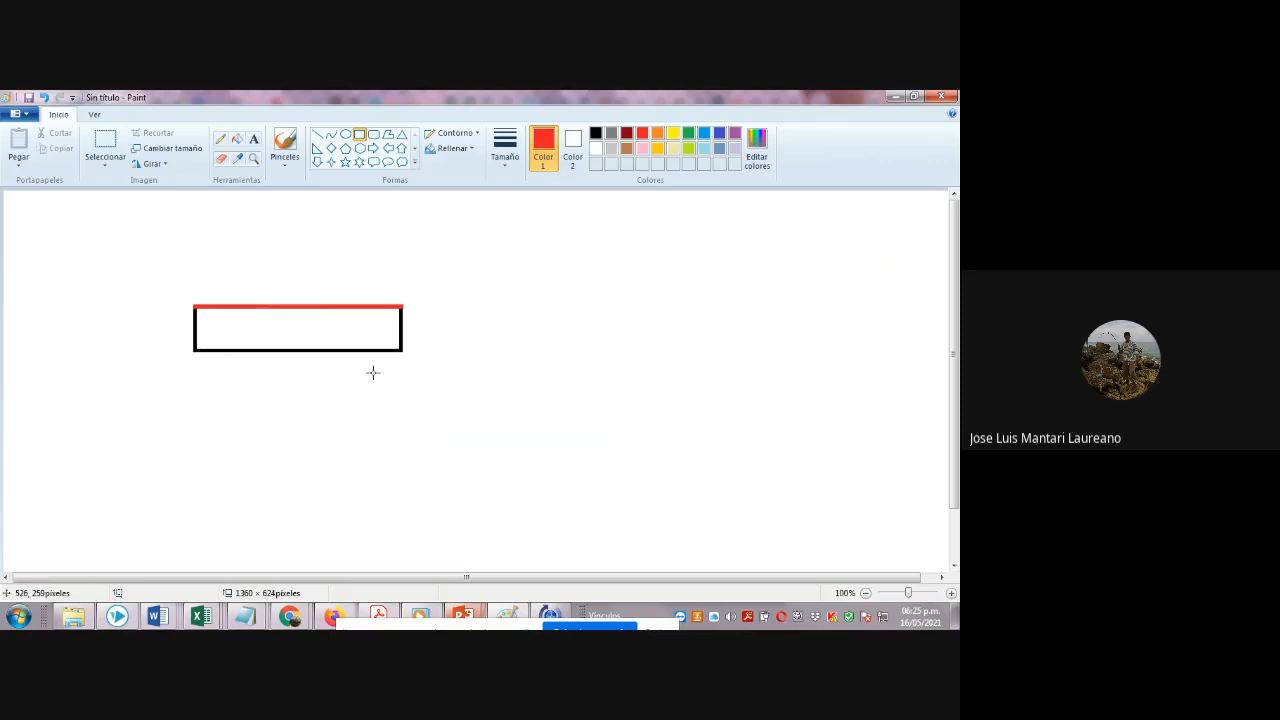 Sin título - Paint
Inicio
Ver
Pegar
Cortar
Copiar
Portapapeles
Seleccionar
Recortar
Cambiar tamaño
Girar
Imagen
A
Herramientas
Pinceles
Contorno
Rellenar
Formas
Tamaño
Color
1
Color
2
Editar
colores
Colores
Jose Luis Mantari Laureano
526, 259píxeles
1360 × 624píxeles
100%
Vínculos
06:25 p.m.
16/05/2021